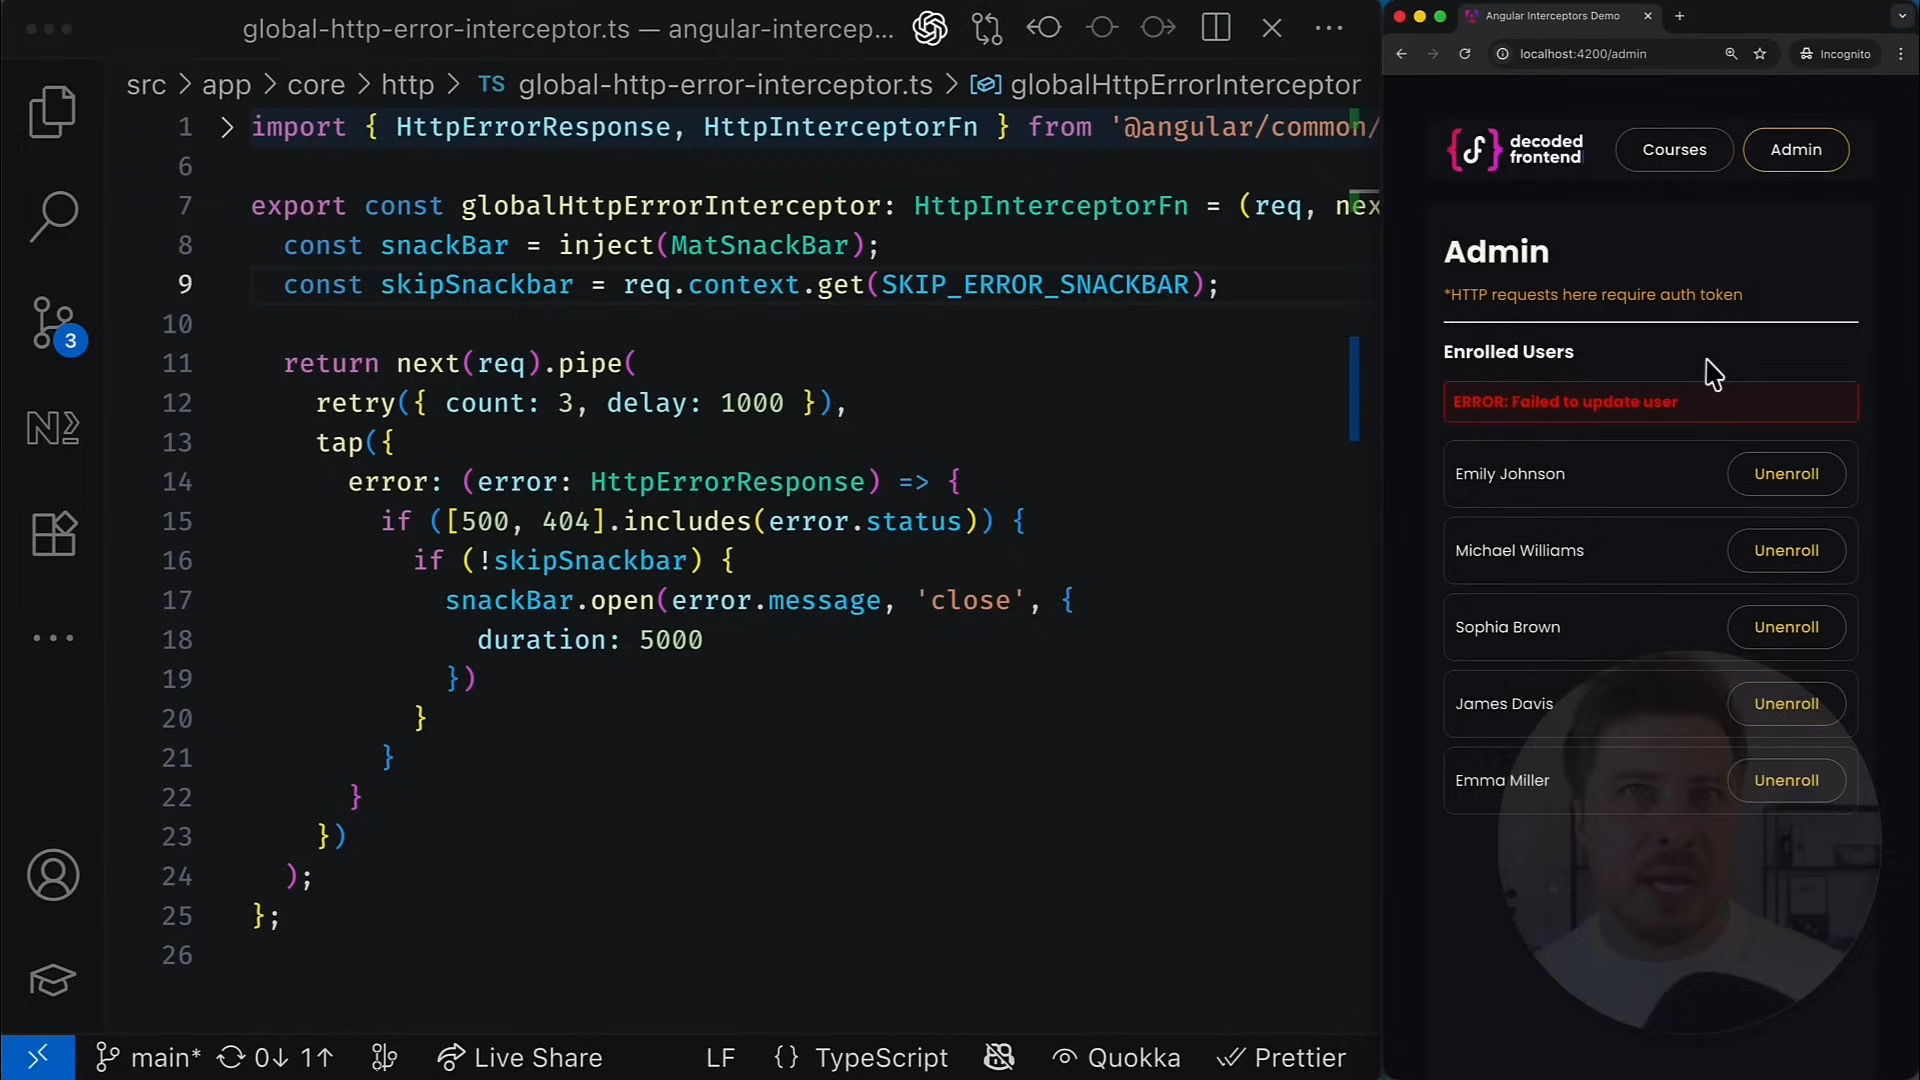 global-http-error-interceptor.ts — angular-intercep...
src > app > core > http > TS global-http-error-interceptor.ts > globalHttpErrorInterceptor
1 > import { HttpErrorResponse, HttpInterceptorFn } from '@angular/common/
6
7 export const globalHttpErrorInterceptor: HttpInterceptorFn = (req, nex
8 const snackBar = inject(MatSnackBar);
9 const skipSnackbar = req.context.get(SKIP_ERROR_SNACKBAR);
10
11 return next(req).pipe(
12 retry({ count: 3, delay: 1000 }),
13 tap({
14 error: (error: HttpErrorResponse) => {
15 if ([500, 404].includes(error.status)) {
16 if (!skipSnackbar) {
17 snackBar.open(error.message, 'close', {
18 duration: 5000
19 })
20 }
21 }
22 }
23 })
24 );
25 };
26
3
main* 0↓ 1↑ Live Share LF {} TypeScript Quokka Prettier
Angular Interceptors Demo
localhost:4200/admin
Incognito
decoded
frontend
Courses
Admin
Admin
*HTTP requests here require auth token
Enrolled Users
ERROR: Failed to update user
Emily Johnson Unenroll
Michael Williams Unenroll
Sophia Brown Unenroll
James Davis Unenroll
Emma Miller Unenroll